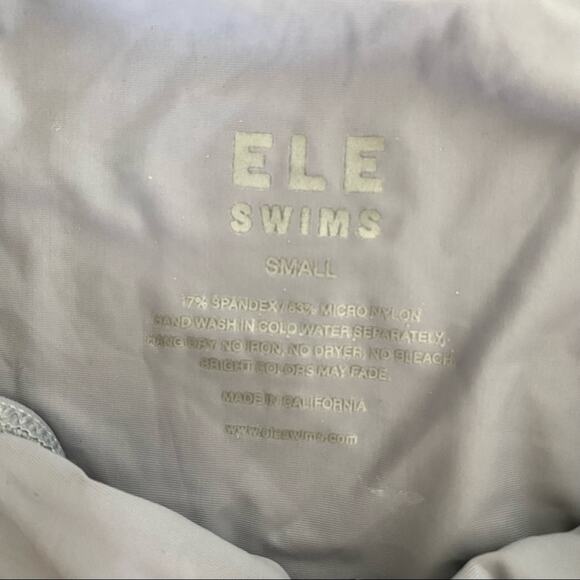 ELE
SWIMS
SMALL
17% SPANDEX / 83% MICRO NYLON
HAND WASH IN COLD WATER SEPARATELY,
HANG DRY, NO IRON, NO DRYER, NO BLEACH
BRIGHT COLORS MAY FADE.
MADE IN CALIFORNIA
www.eleswims.com